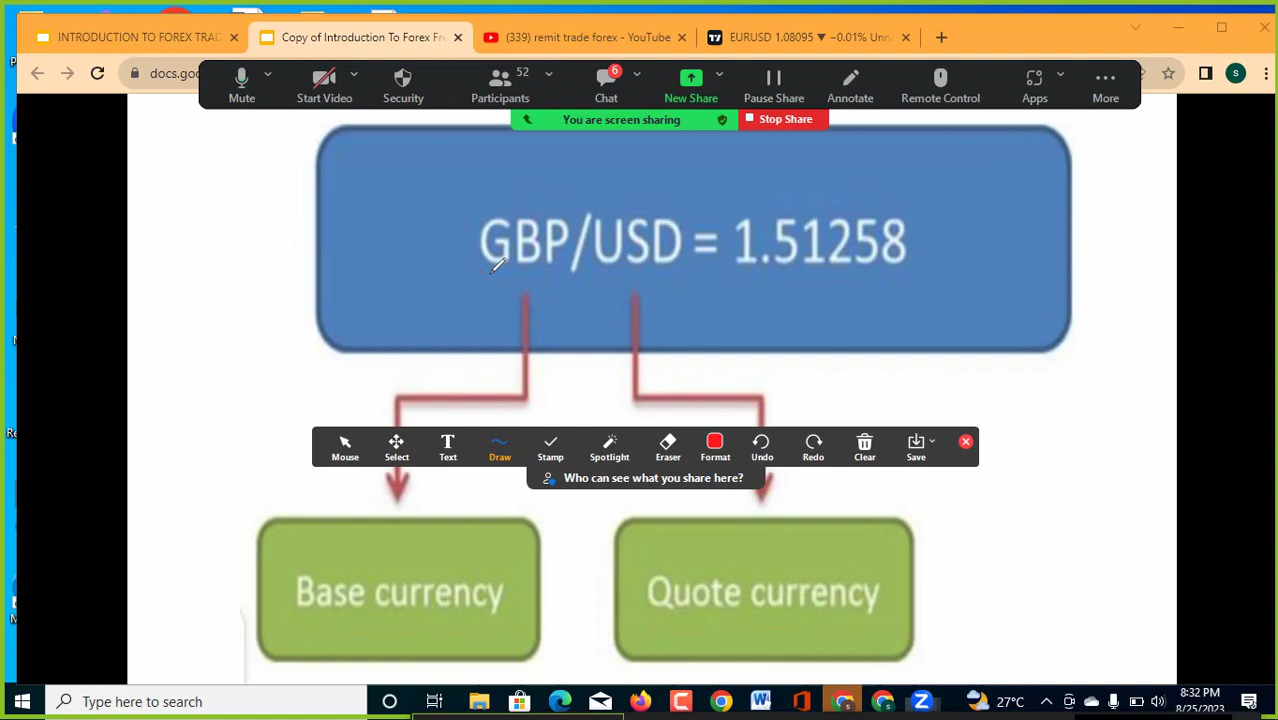 INTRODUCTION TO FOREX TRAD
Copy of Introduction To Forex Fre
(339) remit trade forex - YouTube
EURUSD 1.08095 ▼ −0.01% Unna
docs.goo
S
52
6
Mute
Start Video
Security
Participants
Chat
New Share
Pause Share
Annotate
Remote Control
Apps
More
You are screen sharing
Stop Share
GBP/USD = 1.51258
Mouse
Select
Text
Draw
Stamp
Spotlight
Eraser
Format
Undo
Redo
Clear
Save
Who can see what you share here?
Base currency
Quote currency
Type here to search
27°C
8:32 PM
8/25/2023